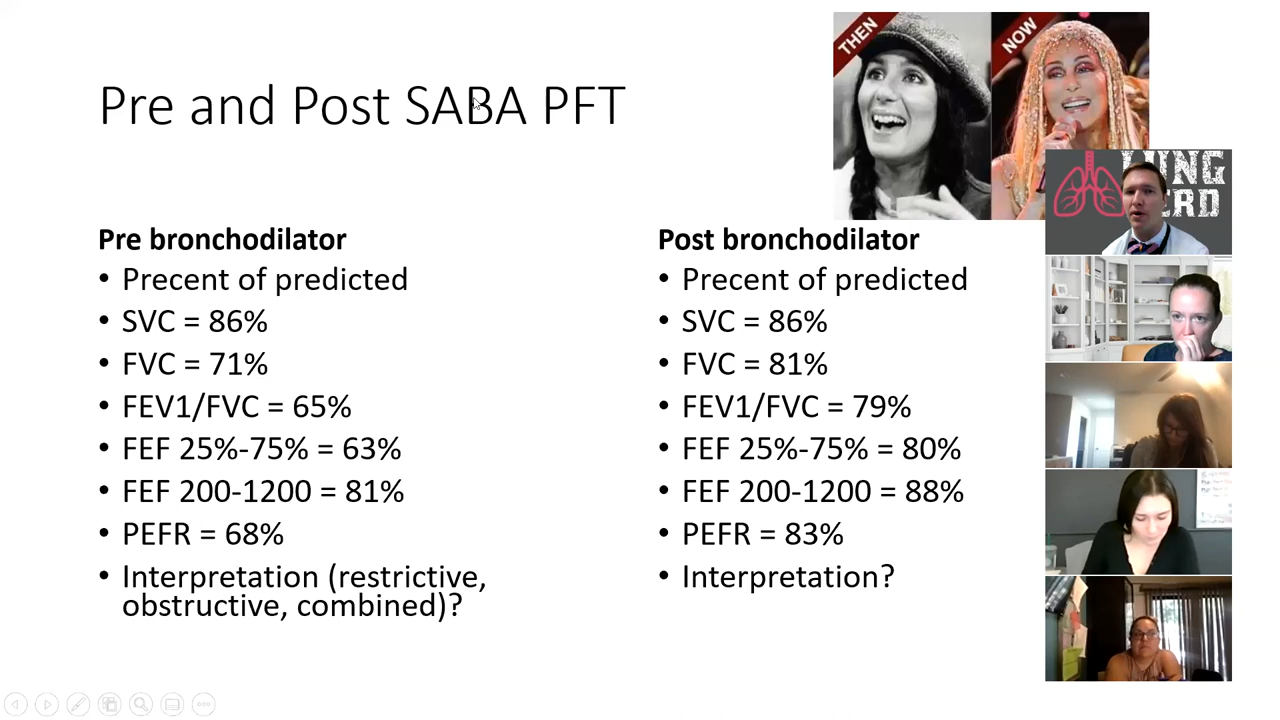 THEN
NOW
Pre and Post SABA PFT
LUNG
ERD
Pre bronchodilator
• Precent of predicted
• SVC = 86%
• FVC = 71%
• FEV1/FVC = 65%
• FEF 25%-75% = 63%
• FEF 200-1200 = 81%
• PEFR = 68%
• Interpretation (restrictive,
obstructive, combined)?
Post bronchodilator
• Precent of predicted
• SVC = 86%
• FVC = 81%
• FEV1/FVC = 79%
• FEF 25%-75% = 80%
• FEF 200-1200 = 88%
• PEFR = 83%
• Interpretation?